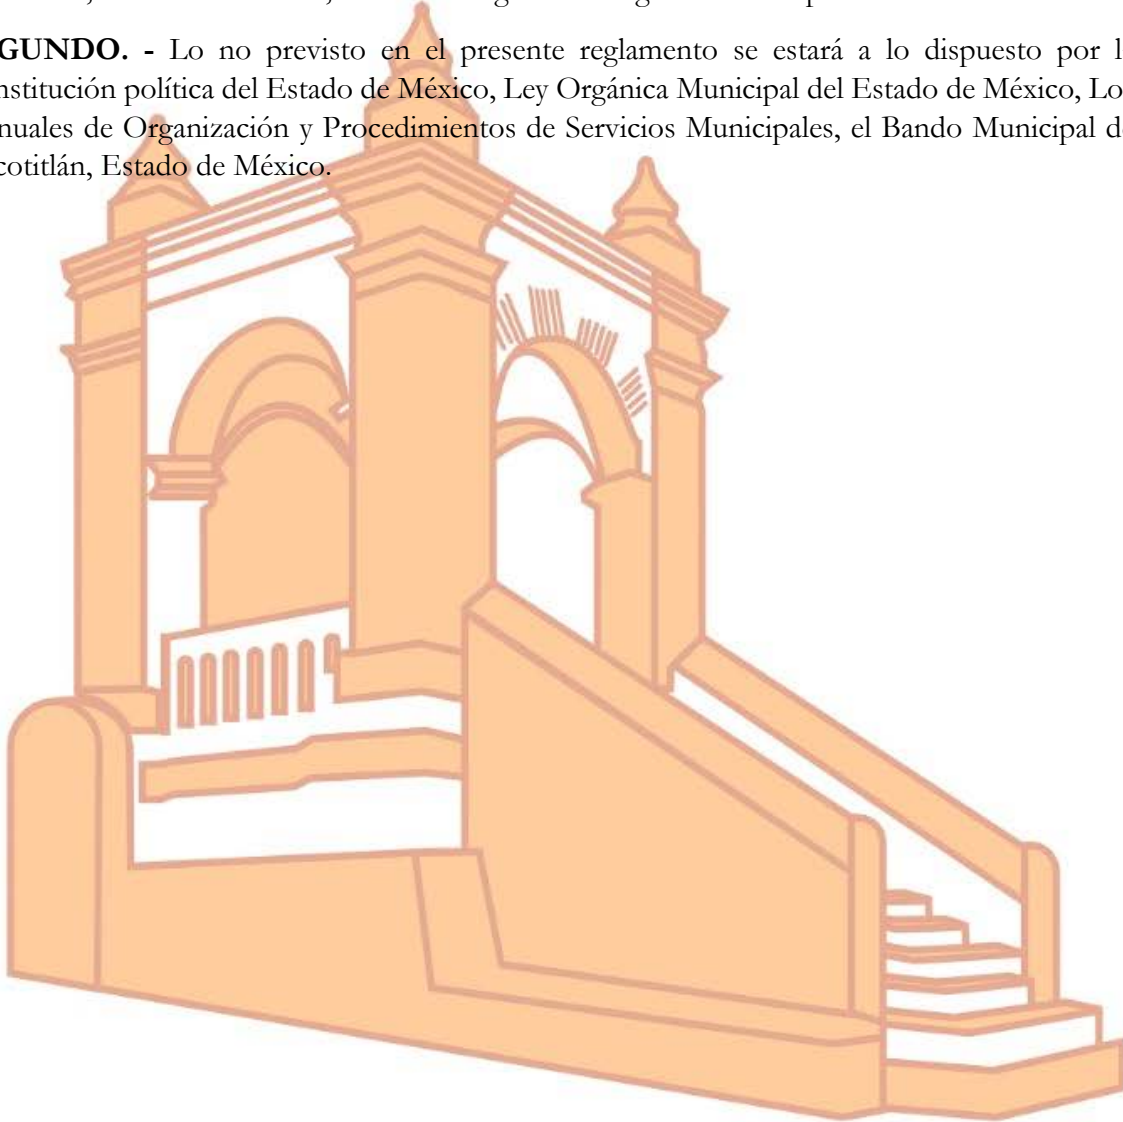 GUNDO. - Lo no previsto en el presente reglamento se estará a lo dispuesto por l
nstitución política del Estado de México, Ley Orgánica Municipal del Estado de México, Lo
nuales de Organización y Procedimientos de Servicios Municipales, el Bando Municipal d
cotitlán, Estado de México.